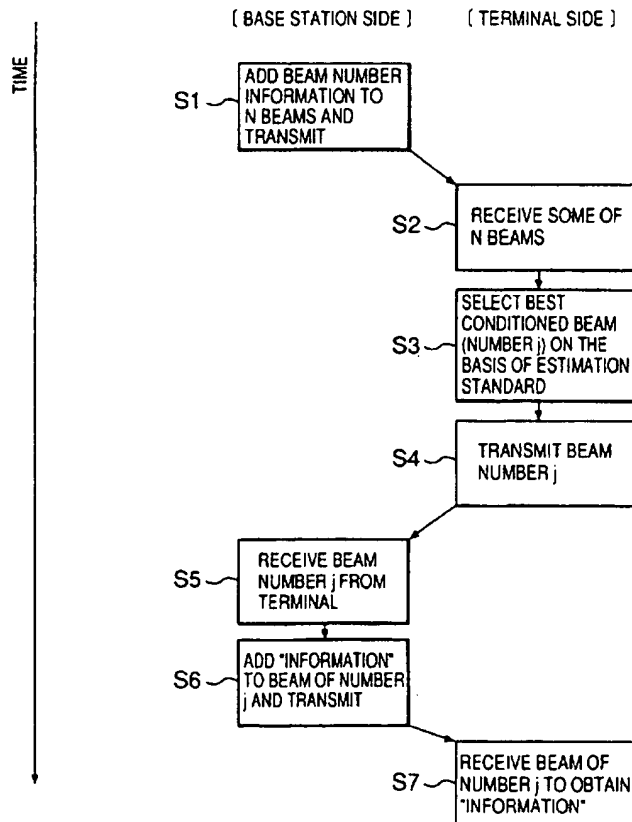 [ BASE STATION SIDE ] [ TERMINAL SIDE ]
TIME
S1
ADD BEAM NUMBER
INFORMATION TO
N BEAMS AND
TRANSMIT
S2
RECEIVE SOME OF
N BEAMS
S3
SELECT BEST
CONDITIONED BEAM
(NUMBER j) ON THE
BASIS OF ESTIMATION
STANDARD
S4
TRANSMIT BEAM
NUMBER j
S5
RECEIVE BEAM
NUMBER j FROM
TERMINAL
S6
ADD "INFORMATION"
TO BEAM OF NUMBER
j AND TRANSMIT
S7
RECEIVE BEAM OF
NUMBER j TO OBTAIN
"INFORMATION"